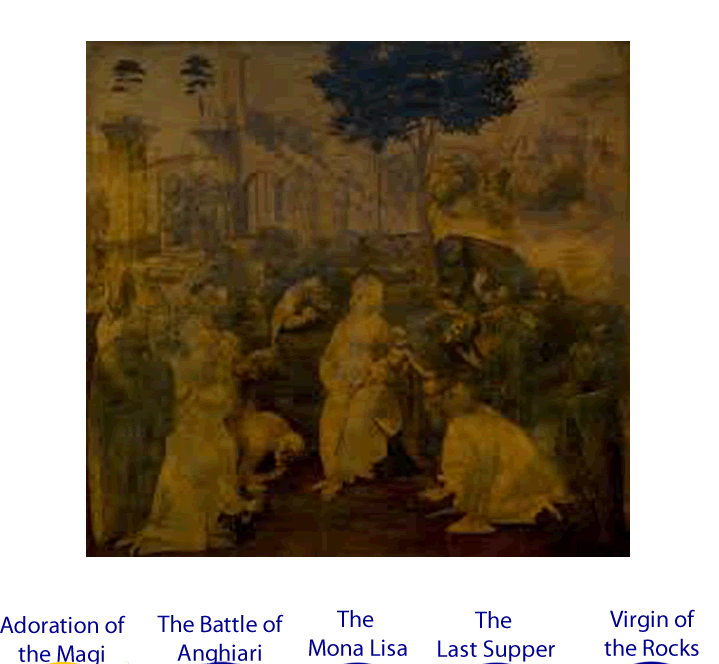 Adoration of
the Magi
The Battle of
Anghiari
The
Mona Lisa
The
Last Supper
Virgin of
the Rocks